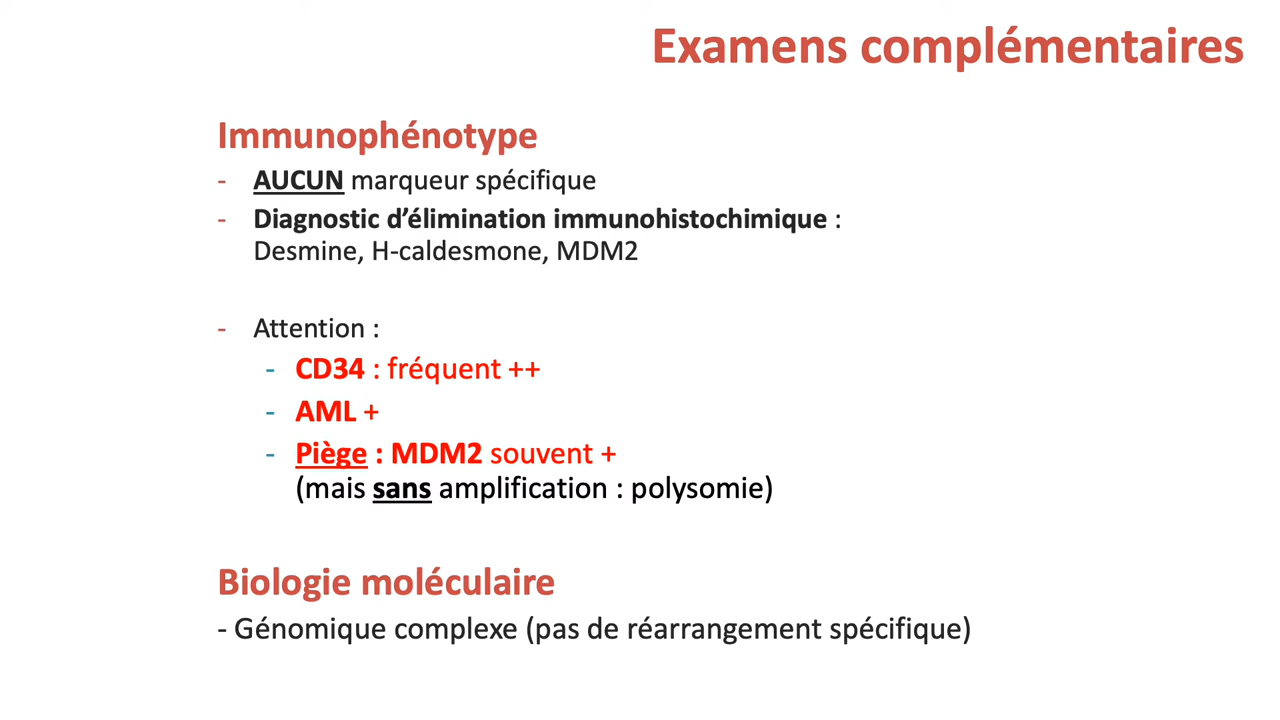 Examens complémentaires
Immunophénotype
- AUCUN marqueur spécifique
- Diagnostic d’élimination immunohistochimique :
Desmine, H-caldesmone, MDM2
- Attention :
- CD34 : fréquent ++
- AML +
- Piège : MDM2 souvent +
(mais sans amplification : polysomie)
Biologie moléculaire
- Génomique complexe (pas de réarrangement spécifique)